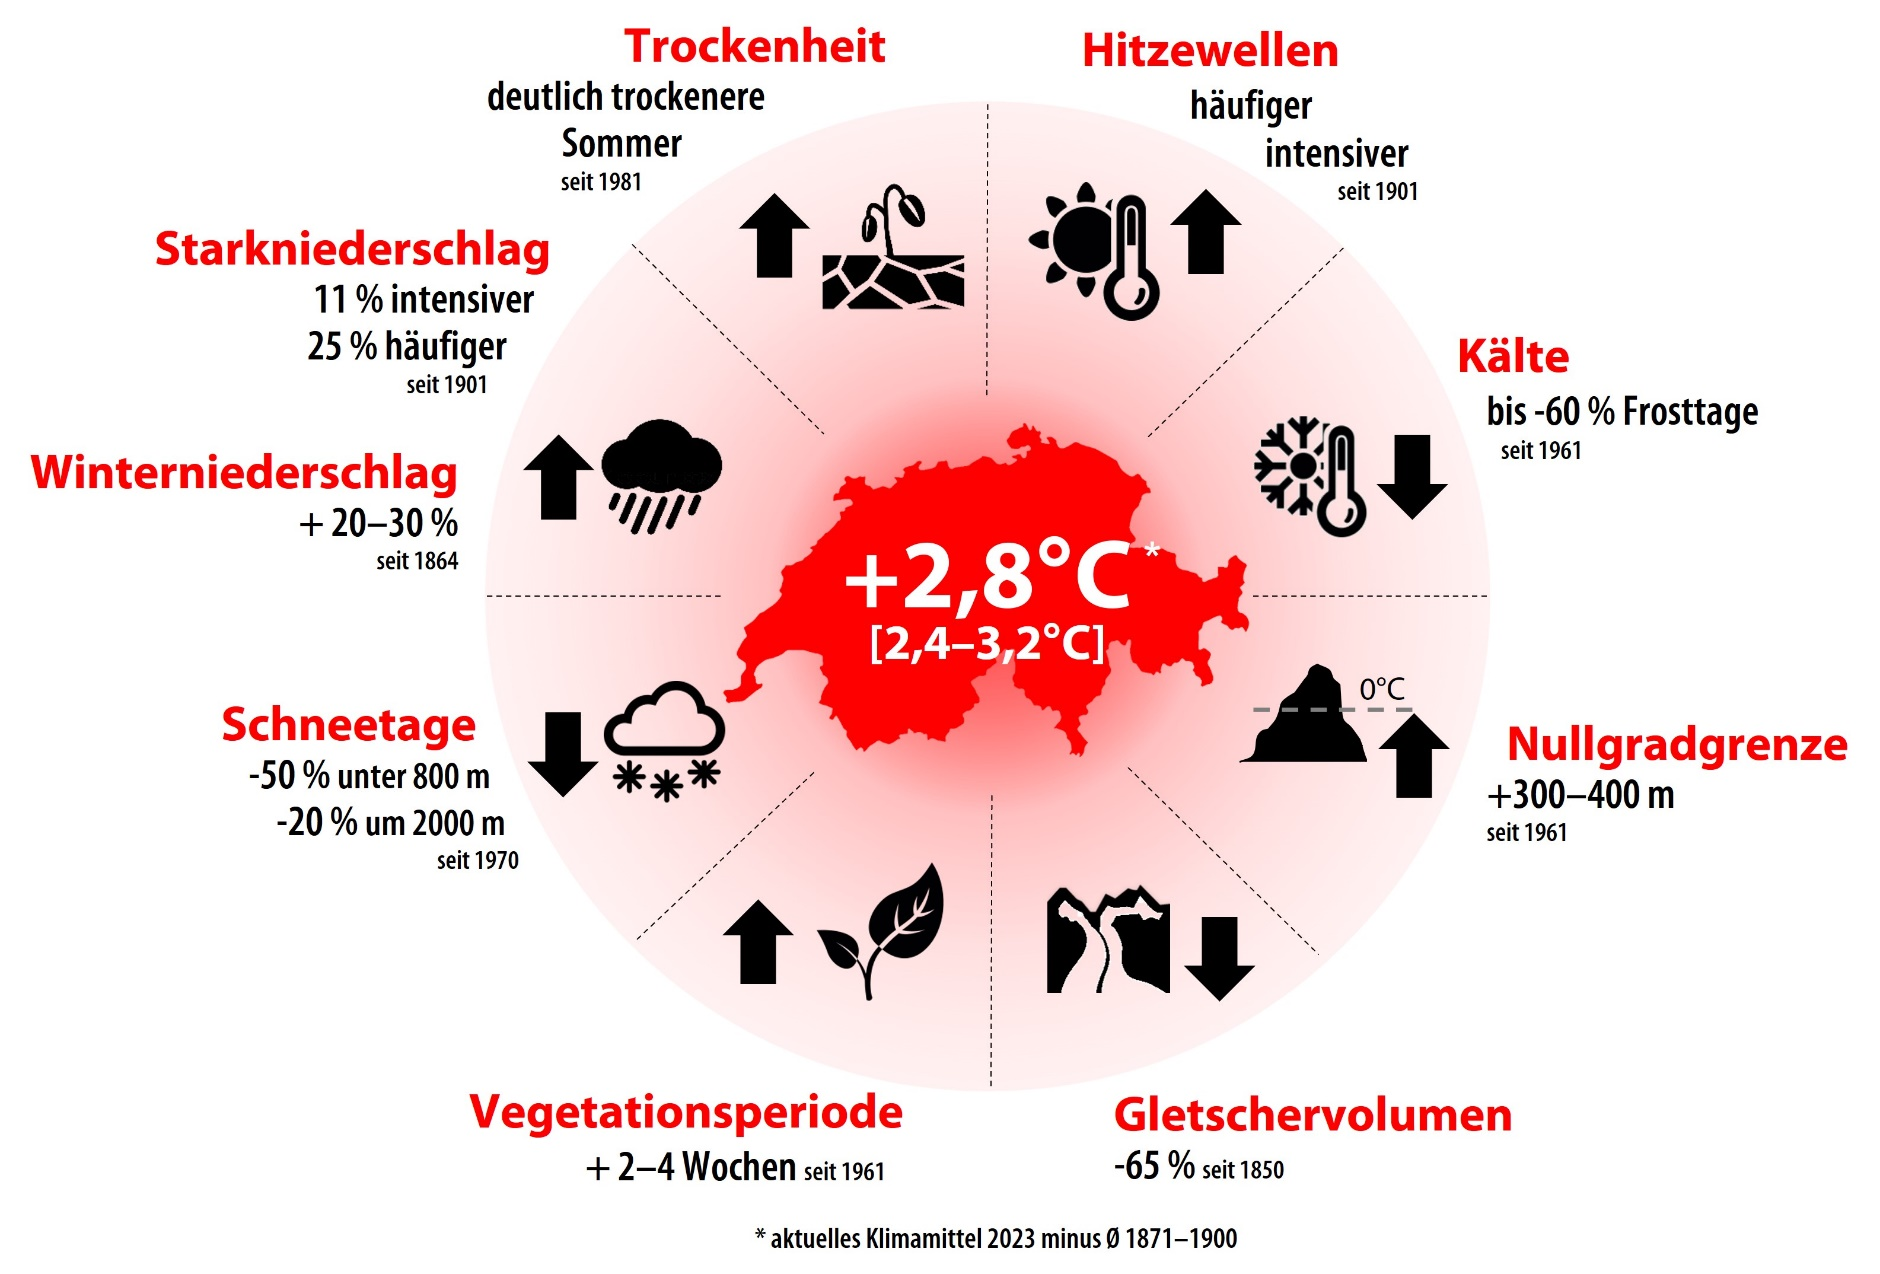 Trockenheit
deutlich trockenere
Sommer
seit 1981
Hitzewellen
häufiger
intensiver
seit 1901
Starkniederschlag
11 % intensiver
25 % häufiger
seit 1901
Kälte
bis -60 % Frosttage
seit 1961
Winterniederschlag
+ 20–30 %
seit 1864
+2,8°C*
[2,4–3,2°C]
0°C
Nullgradgrenze
+300–400 m
seit 1961
Schneetage
-50 % unter 800 m
-20 % um 2000 m
seit 1970
Vegetationsperiode
+ 2–4 Wochen seit 1961
Gletschervolumen
-65 % seit 1850
* aktuelles Klimamittel 2023 minus Ø 1871–1900